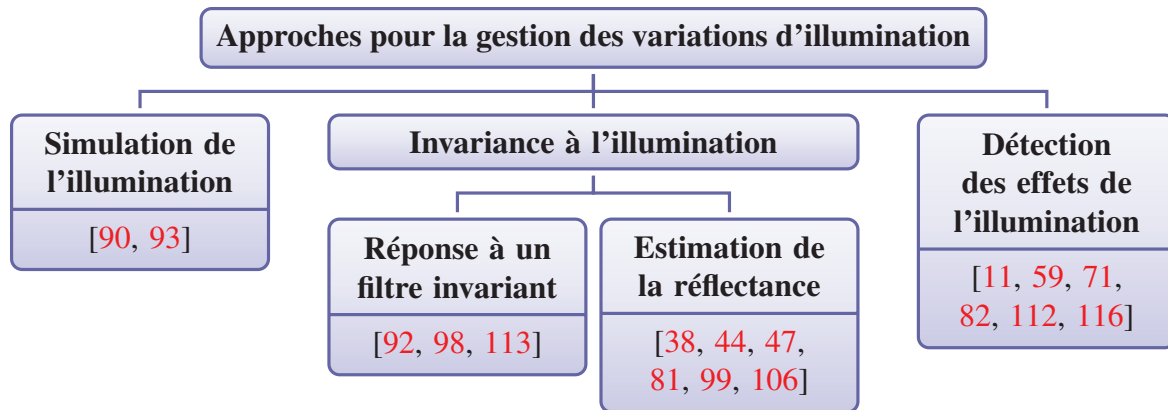 Approches pour la gestion des variations d'illumination
Simulation de
l'illumination
[90, 93]
Invariance à l'illumination
Réponse à un
filtre invariant
[92, 98, 113]
Estimation de
la réflectance
[38, 44, 47,
81, 99, 106]
Détection
des effets de
l'illumination
[11, 59, 71,
82, 112, 116]